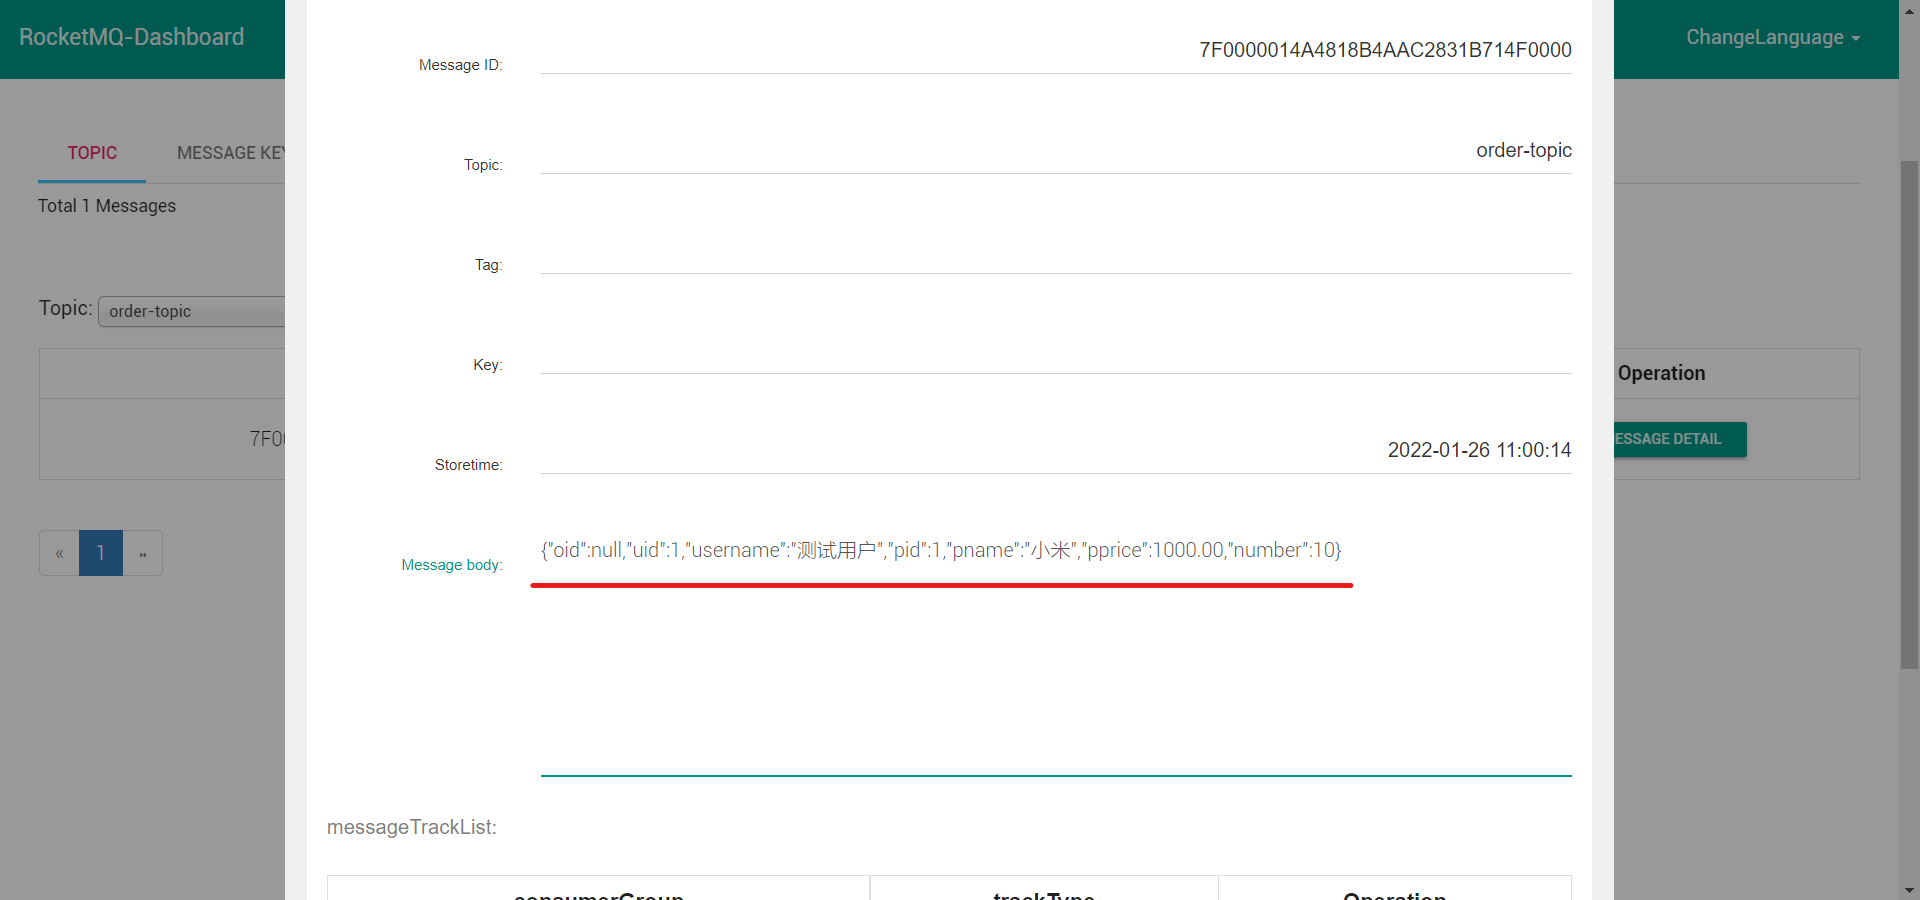 RocketMQ-Dashboard
ChangeLanguage
TOPIC
MESSAGE KEY
Total 1 Messages
Topic:
order-topic
Operation
7F00
ESSAGE DETAIL
«
1
»
Message ID:
7F0000014A4818B4AAC2831B714F0000
Topic:
order-topic
Tag:
Key:
Storetime:
2022-01-26 11:00:14
Message body:
{"oid":null,"uid":1,"username":"测试用户","pid":1,"pname":"小米","pprice":1000.00,"number":10}
messageTrackList:
consumerGroup
trackType
Operation